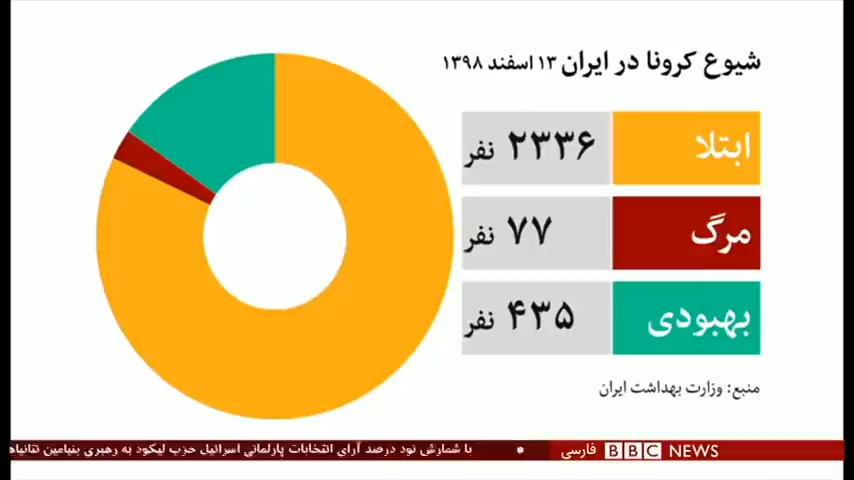 شیوع کرونا در ایران ۱۳ اسفند ۱۳۹۸
ابتلا ۲۳۳۶ نفر
مرگ ۷۷ نفر
بهبودی ۴۳۵ نفر
منبع: وزارت بهداشت ایران
BBC NEWS فارسی • با شمارش نود درصد آرای انتخابات پارلمانی اسرائیل حزب لیکود به رهبری بنیامین نتانیاه